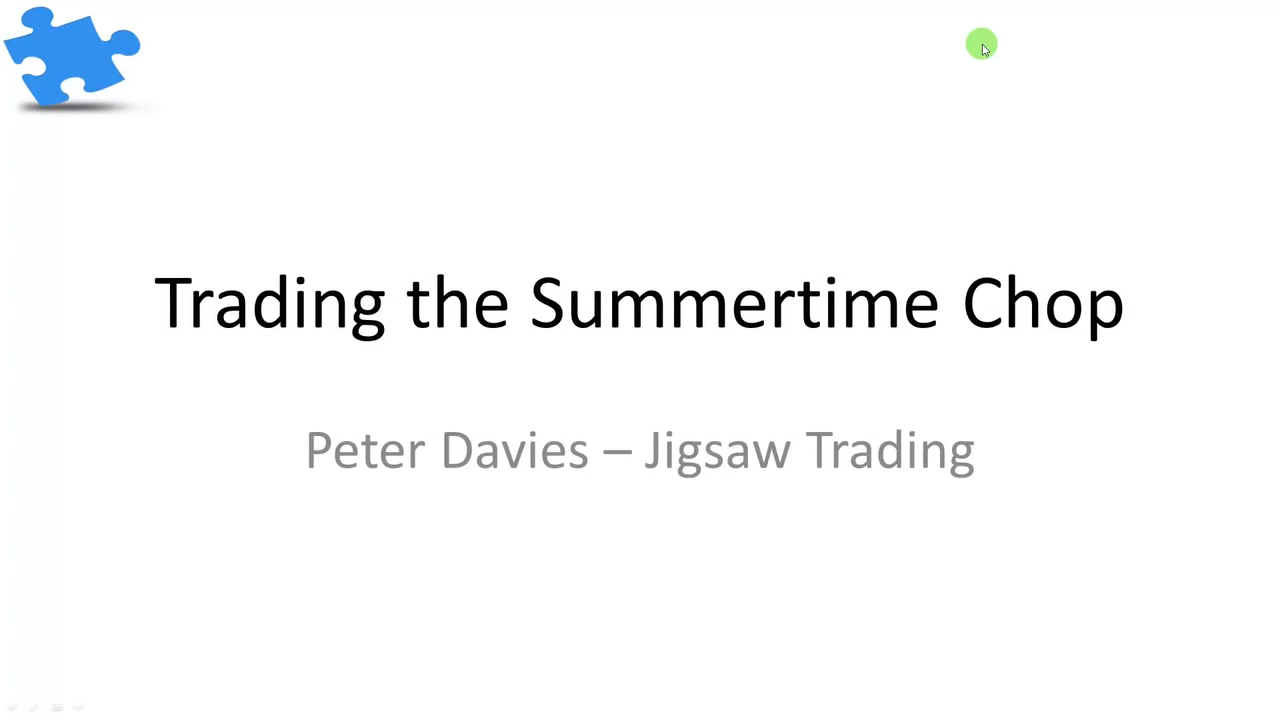 Trading the Summertime Chop
Peter Davies – Jigsaw Trading